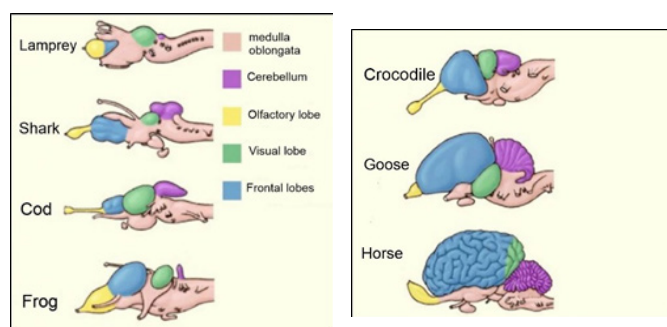 Lamprey
Shark
Cod
Frog
medulla
oblongata
Cerebellum
Olfactory lobe
Visual lobe
Frontal lobes
Crocodile
Goose
Horse